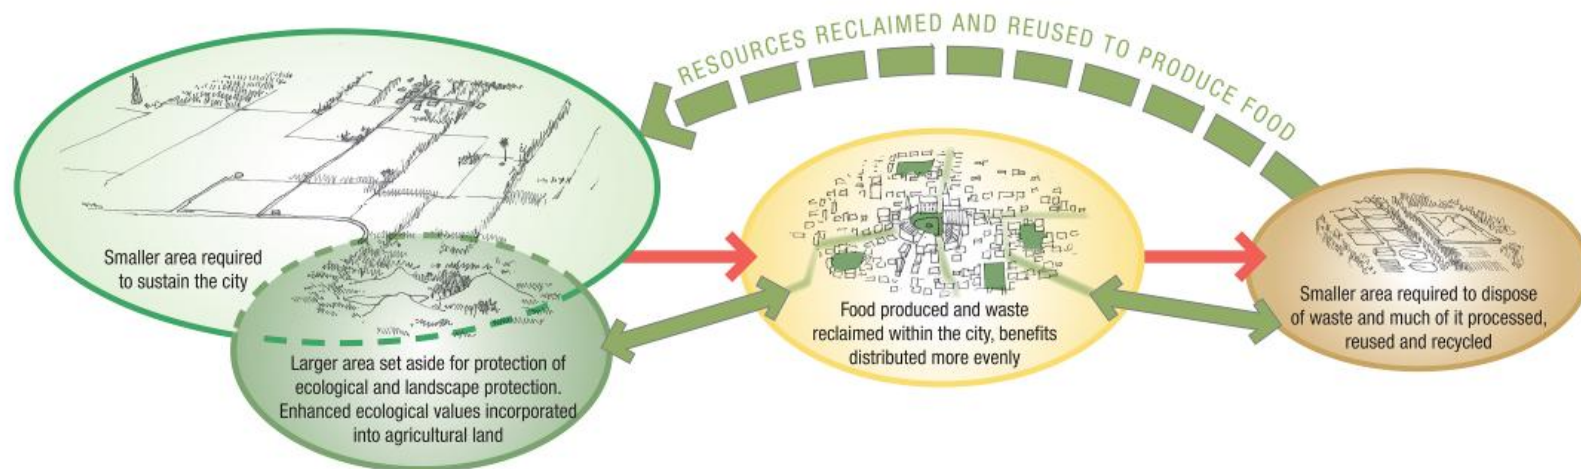 RESOURCES RECLAIMED AND REUSED TO PRODUCE FOOD
Smaller area required
to sustain the city
Larger area set aside for protection of
ecological and landscape protection.
Enhanced ecological values incorporated
into agricultural land
Food produced and waste
reclaimed within the city, benefits
distributed more evenly
Smaller area required to dispose
of waste and much of it processed,
reused and recycled